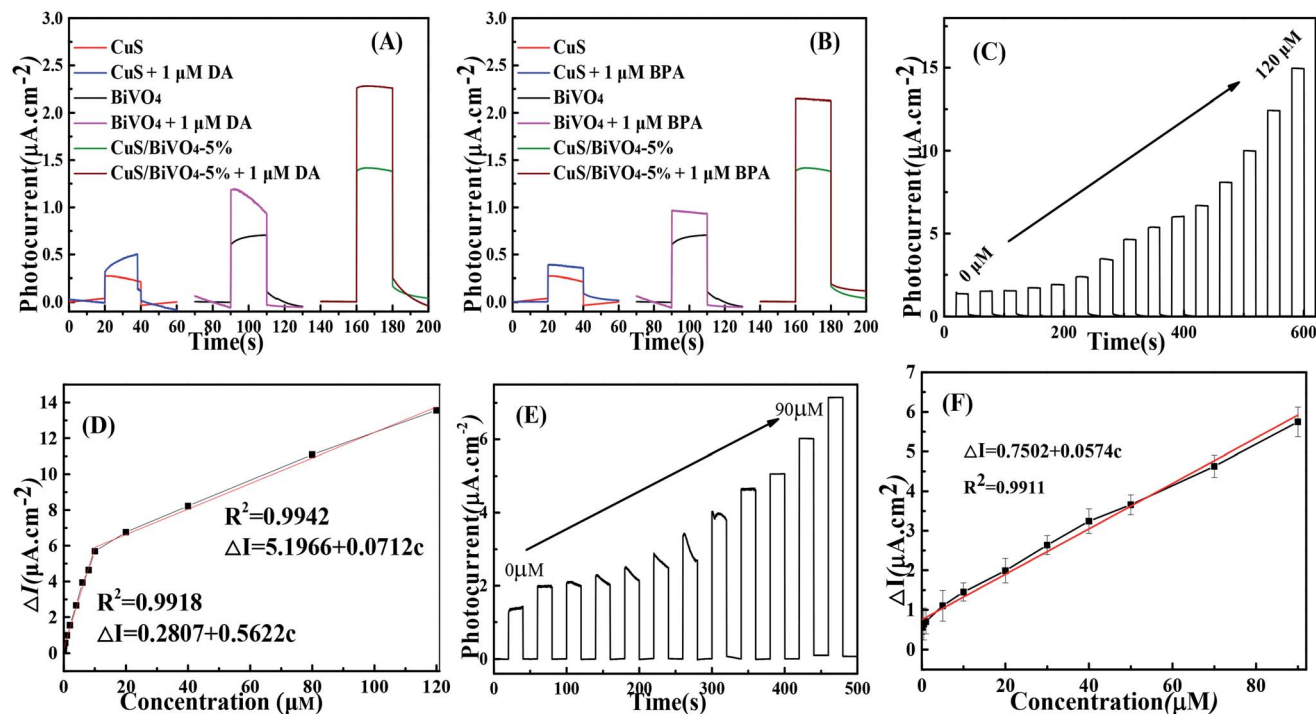 (A)
CuS
CuS + 1 μM DA
BiVO₄
BiVO₄ + 1 μM DA
CuS/BiVO₄-5%
CuS/BiVO₄-5% + 1 μM DA
Photocurrent(μA.cm⁻²)
3.0
2.5
2.0
1.5
1.0
0.5
0.0
0 20 40 60 80 100 120 140 160 180 200
Time(s)
(B)
CuS
CuS + 1 μM BPA
BiVO₄
BiVO₄ + 1 μM BPA
CuS/BiVO₄-5%
CuS/BiVO₄-5% + 1 μM BPA
Photocurrent(μA.cm⁻²)
3.0
2.5
2.0
1.5
1.0
0.5
0.0
0 20 40 60 80 100 120 140 160 180 200
Time(s)
(C)
120 μM
0 μM
Photocurrent(μA.cm⁻²)
15
10
5
0
0 200 400 600
Time(s)
(D)
R²=0.9942
△I=5.1966+0.0712c
R²=0.9918
△I=0.2807+0.5622c
△I(μA.cm⁻²)
14
12
10
8
6
4
2
0
0 20 40 60 80 100 120
Concentration (μM)
(E)
90μM
0μM
Photocurrent(μA.cm⁻²)
6
4
2
0
0 100 200 300 400 500
Time(s)
(F)
△I=0.7502+0.0574c
R²=0.9911
△I(μA.cm²)
7
6
5
4
3
2
1
0
0 20 40 60 80
Concentration(μM)